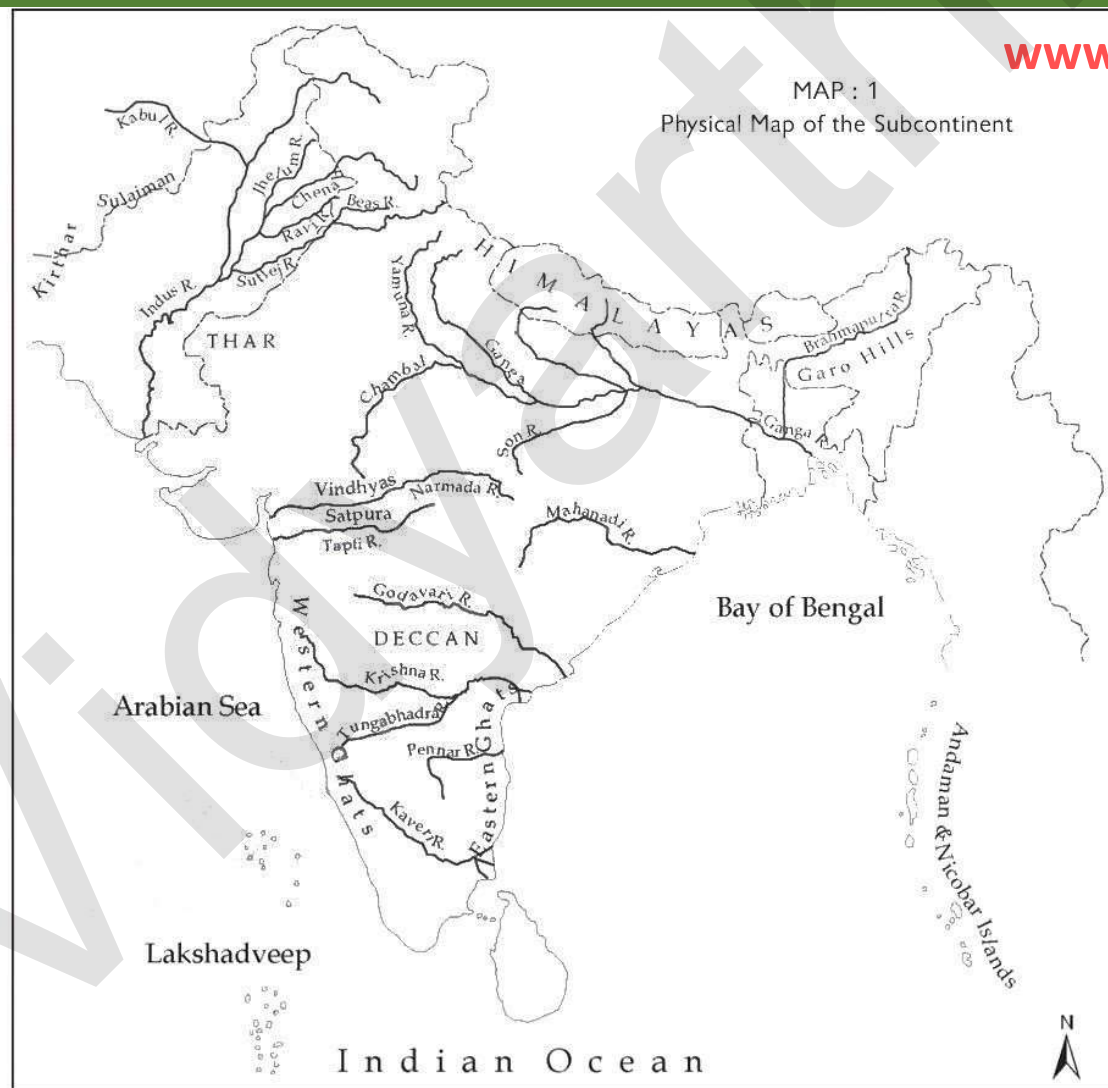 www
MAP : 1
Physical Map of the Subcontinent
Kabul R.
Jhelum R.
Sulaiman
Chenab
Beas R.
Ravi R.
Kirthar
Sutlej R.
Indus R.
THAR
Yamuna R.
HIMALAYAS
Brahmaputra R.
Garo Hills
Chambal
Ganga
Ganga R.
Son R.
Vindhyas
Narmada R.
Satpura
Tapti R.
Mahanadi R.
Godavari R.
Bay of Bengal
DECCAN
Western Ghats
Krishna R.
Arabian Sea
Tungabhadra R.
Pennar R.
Eastern Ghats
Kaveri R.
Andaman & Nicobar Islands
Lakshadveep
N
Indian Ocean
Vidyarth